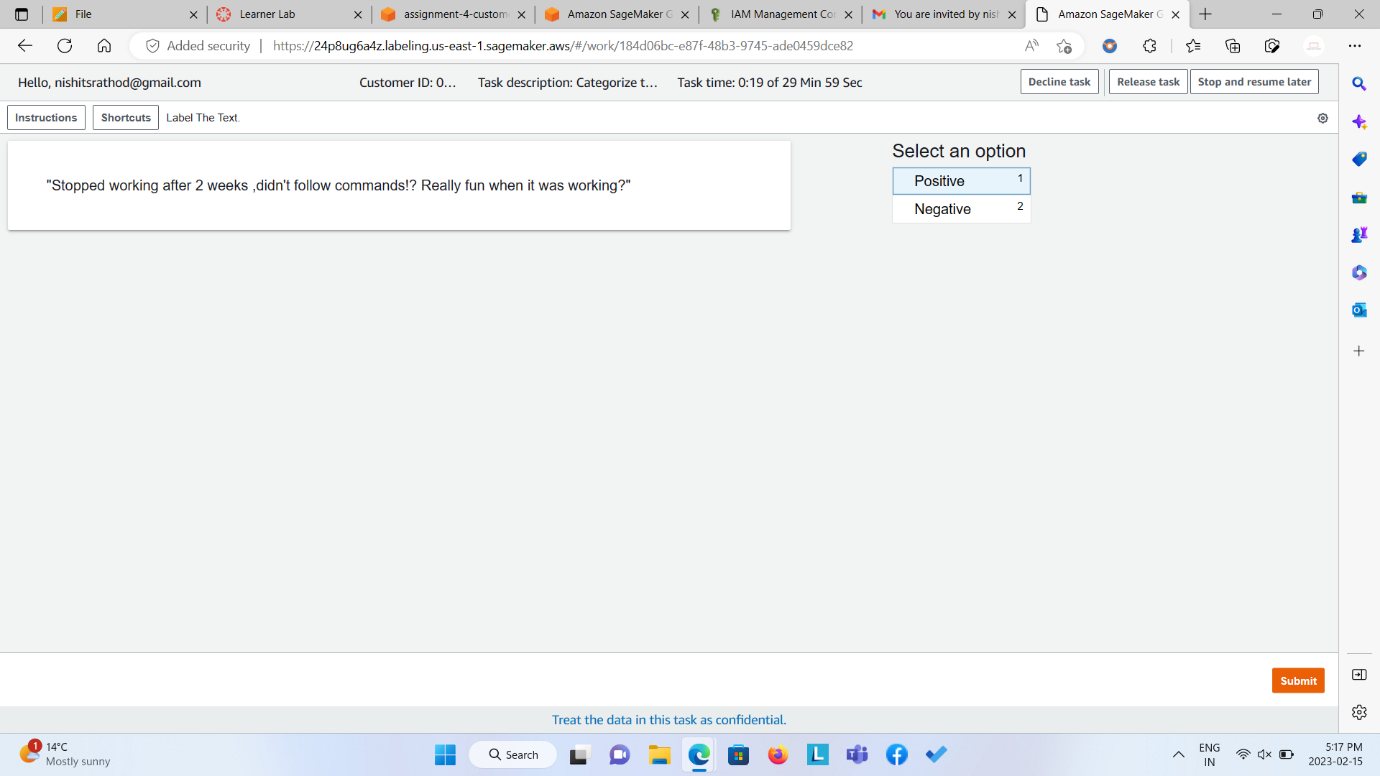 File
Learner Lab
assignment-4-custom
Amazon SageMaker G
IAM Management Co
You are invited by nish
Amazon SageMaker G
Added security
https://24p8ug6a4z.labeling.us-east-1.sagemaker.aws/#/work/184d06bc-e87f-48b3-9745-ade0459dce82
Hello, nishitsrathod@gmail.com
Customer ID: 0...
Task description: Categorize t...
Task time: 0:19 of 29 Min 59 Sec
Decline task
Release task
Stop and resume later
Instructions
Shortcuts
Label The Text.
Select an option
Positive 1
Negative 2
"Stopped working after 2 weeks ,didn't follow commands!? Really fun when it was working?"
Submit
Treat the data in this task as confidential.
1
14°C
Mostly sunny
Search
ENG
IN
5:17 PM
2023-02-15